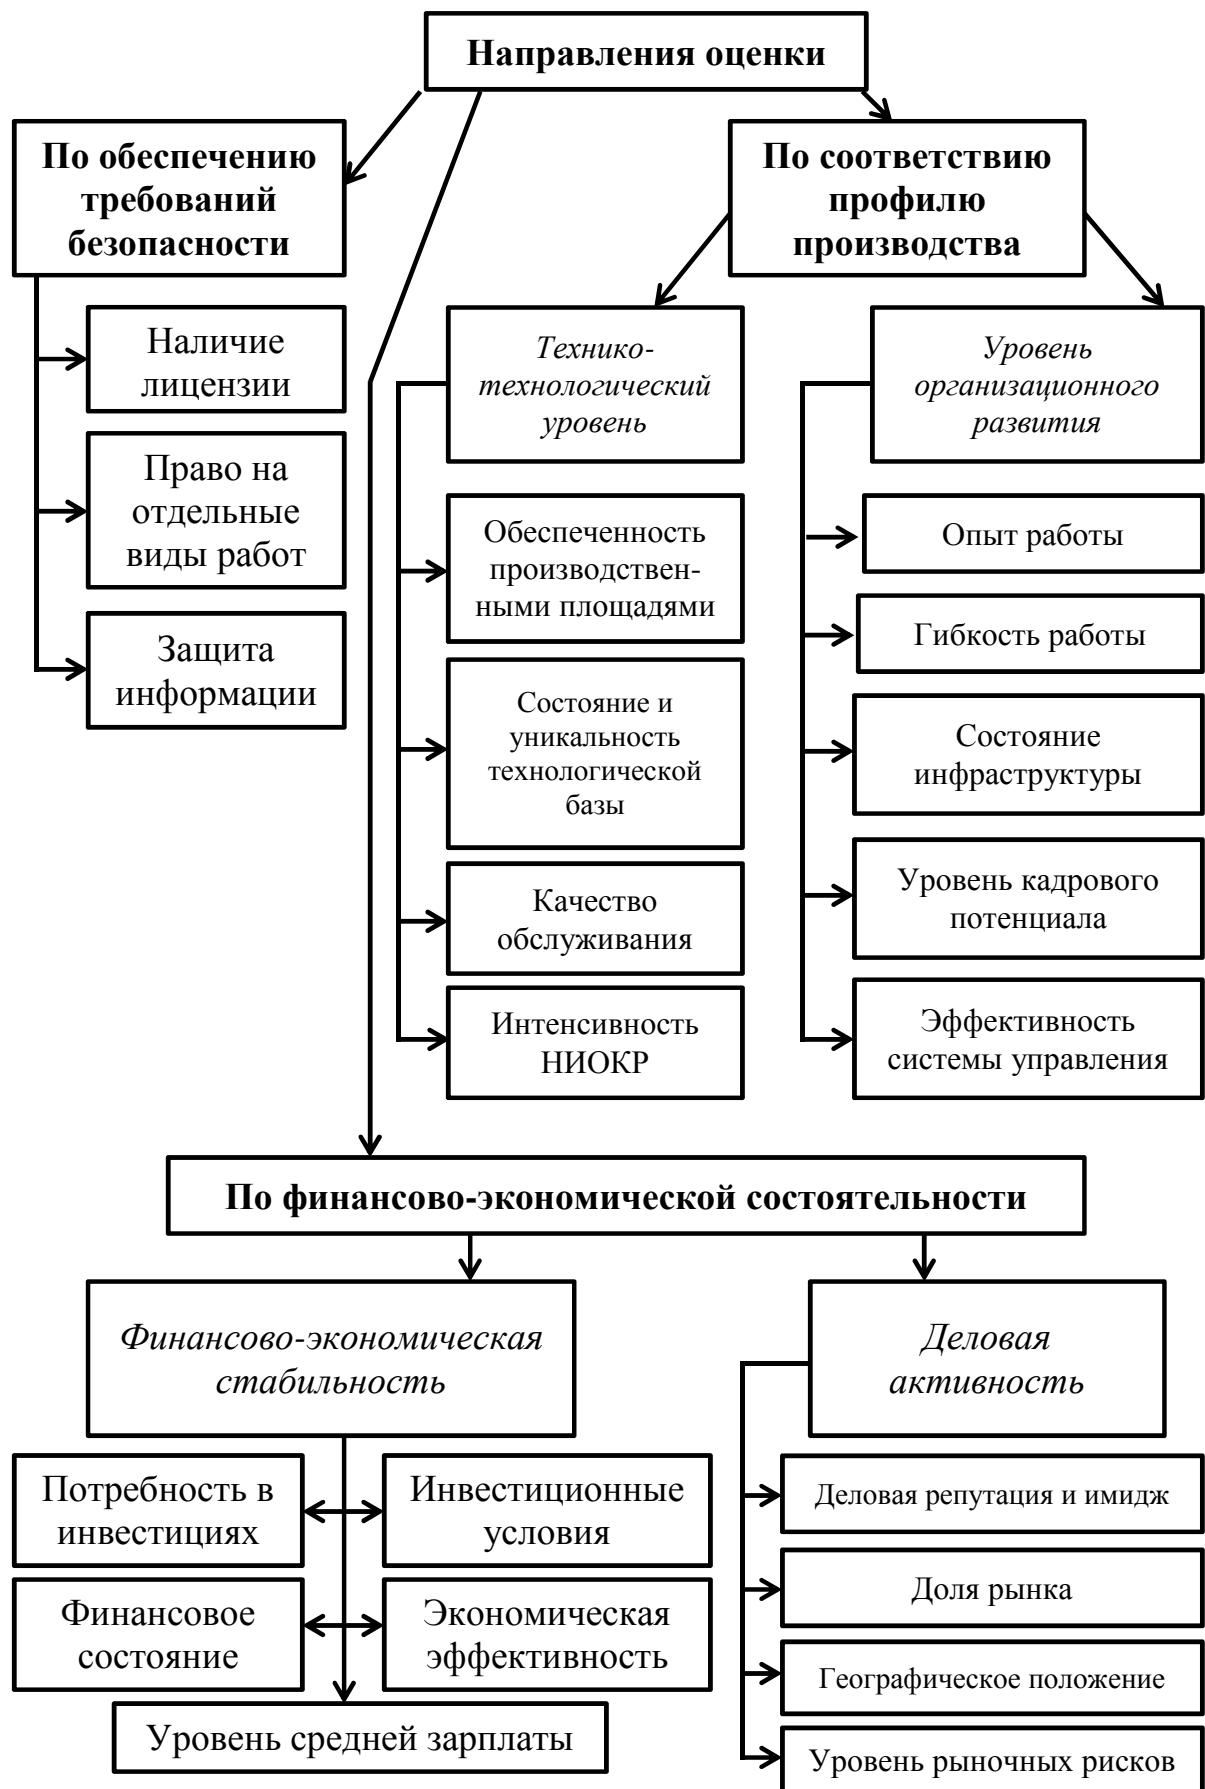 Направления оценки
По обеспечению
требований
безопасности
Наличие
лицензии
Право на
отдельные
виды работ
Защита
информации
По соответствию
профилю
производства
Технико-
технологический
уровень
Обеспеченность
производствен-
ными площадями
Состояние и
уникальность
технологической
базы
Качество
обслуживания
Интенсивность
НИОКР
Уровень
организационного
развития
Опыт работы
Гибкость работы
Состояние
инфраструктуры
Уровень кадрового
потенциала
Эффективность
системы управления
По финансово-экономической состоятельности
Финансово-экономическая
стабильность
Потребность в
инвестициях
Инвестиционные
условия
Финансовое
состояние
Экономическая
эффективность
Уровень средней зарплаты
Деловая
активность
Деловая репутация и имидж
Доля рынка
Географическое положение
Уровень рыночных рисков